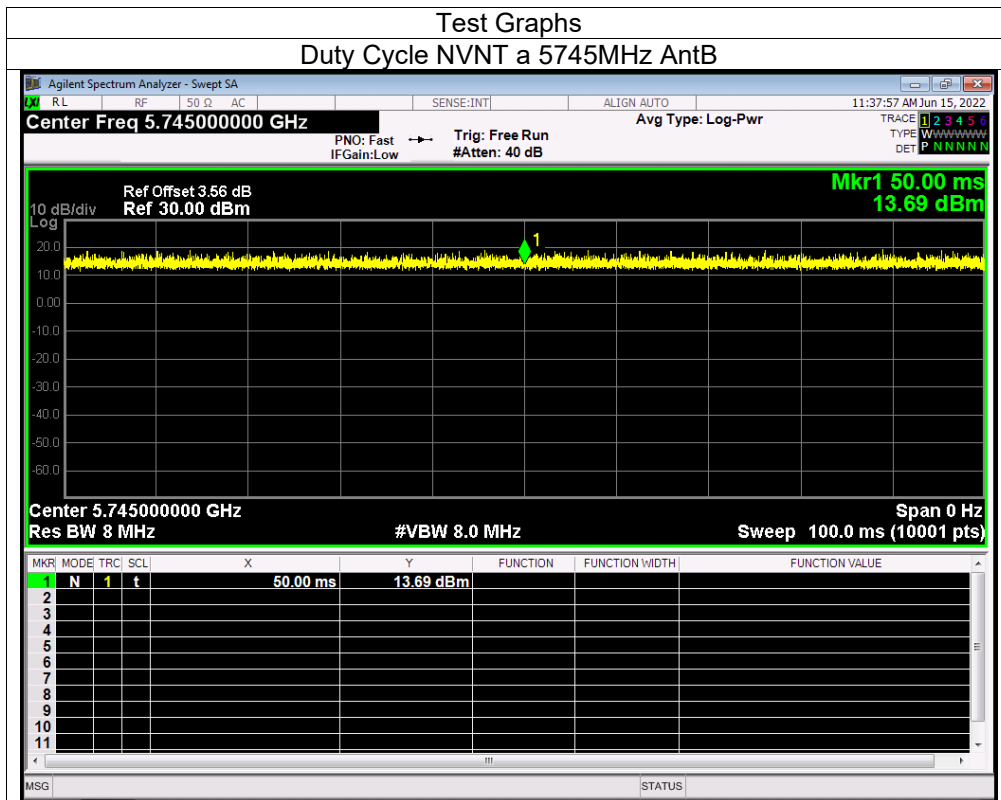 Test Graphs
Duty Cycle NVNT a 5745MHz AntB
Agilent Spectrum Analyzer - Swept SA
LXI RL RF 50 Ω AC SENSE:INT ALIGN AUTO 11:37:57 AM Jun 15, 2022
Center Freq 5.745000000 GHz Avg Type: Log-Pwr TRACE 1 2 3 4 5 6
PNO: Fast Trig: Free Run TYPE WWWWWW
IFGain:Low #Atten: 40 dB DET P N N N N N
Mkr1 50.00 ms
Ref Offset 3.56 dB
10 dB/div Ref 30.00 dBm 13.69 dBm
Log
20.0
1
10.0
0.00
-10.0
-20.0
-30.0
-40.0
-50.0
-60.0
Center 5.745000000 GHz Span 0 Hz
Res BW 8 MHz #VBW 8.0 MHz Sweep 100.0 ms (10001 pts)
MKR MODE TRC SCL X Y FUNCTION FUNCTION WIDTH FUNCTION VALUE
1 N 1 t 50.00 ms 13.69 dBm
2
3
4
5
6
7
8
9
10
11
MSG STATUS